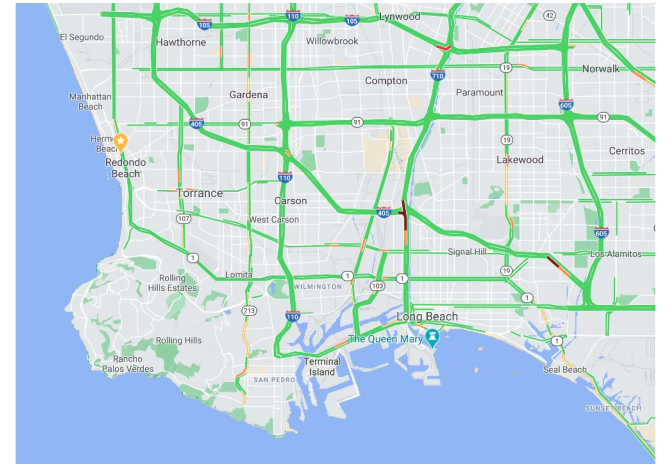 110
105
105
Lynwood
42
El Segundo
Hawthorne
Willowbrook
19
Norwalk
710
Compton
Paramount
Manhattan
Beach
Gardena
605
405
91
91
91
Redondo
Beach
19
Lakewood
Cerritos
110
Torrance
Carson
107
West Carson
405
605
1
Signal Hill
Los Alamitos
Rolling
Hills Estates
Lomita
1
103
1
19
WILMINGTON
1
213
110
Long Beach
Rolling Hills
The Queen Mary
1
Rancho
Palos Verdes
Terminal
Island
SAN PEDRO
Seal Beach
SUNSET BEACH